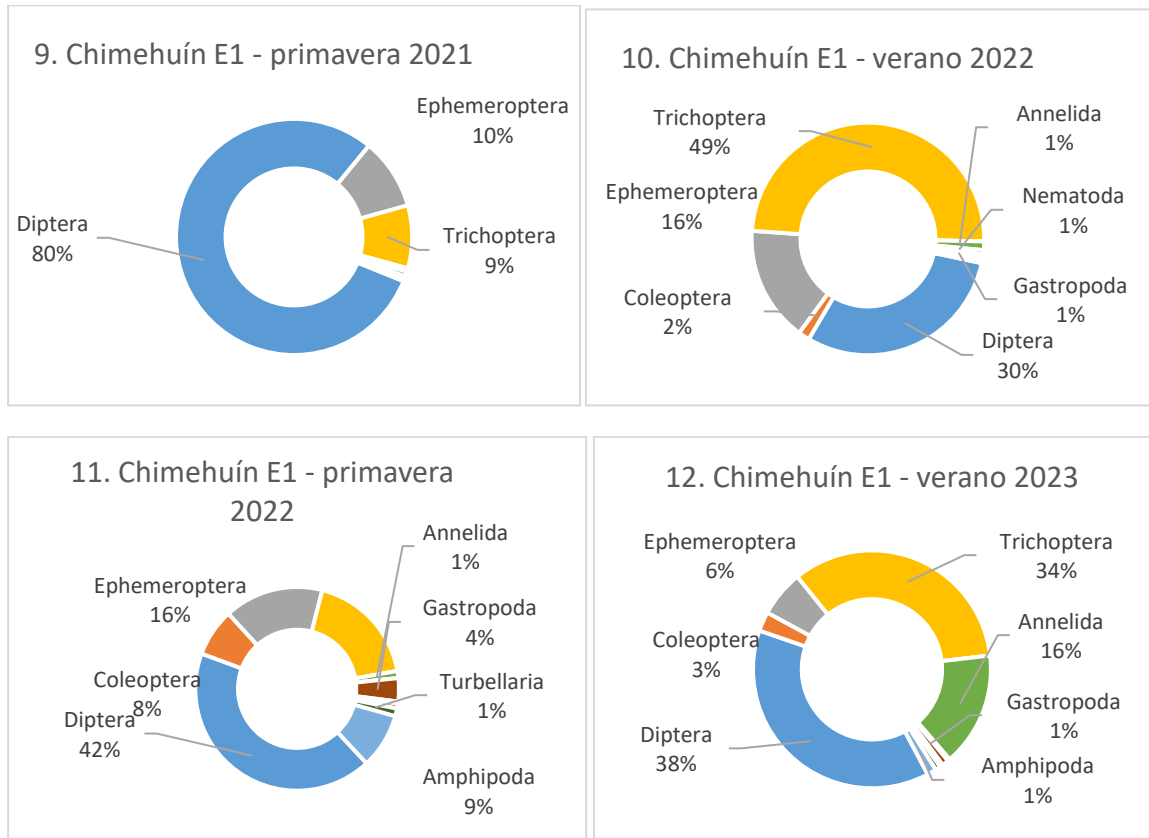 9. Chimehuín E1 - primavera 2021
Ephemeroptera
10%
Diptera
80%
Trichoptera
9%
10. Chimehuín E1 - verano 2022
Trichoptera
49%
Annelida
1%
Ephemeroptera
16%
Nematoda
1%
Coleoptera
2%
Gastropoda
1%
Diptera
30%
11. Chimehuín E1 - primavera
2022
Annelida
1%
Ephemeroptera
16%
Gastropoda
4%
Coleoptera
8%
Turbellaria
1%
Diptera
42%
Amphipoda
9%
12. Chimehuín E1 - verano 2023
Ephemeroptera
6%
Trichoptera
34%
Coleoptera
3%
Annelida
16%
Diptera
38%
Gastropoda
1%
Amphipoda
1%